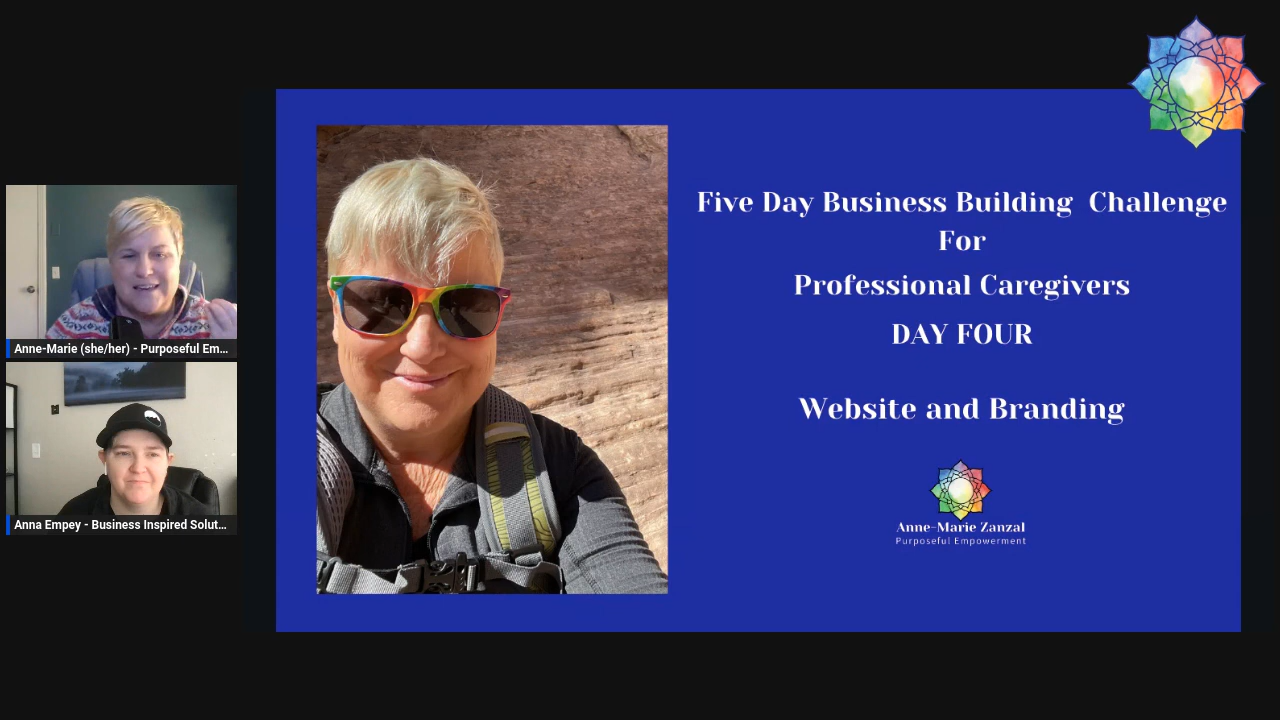 Five Day Business Building Challenge
For
Professional Caregivers
DAY FOUR
Website and Branding
Anne-Marie Zanzal
Purposeful Empowerment
Anne-Marie (she/her) - Purposeful Em...
Anna Empey - Business Inspired Solut...